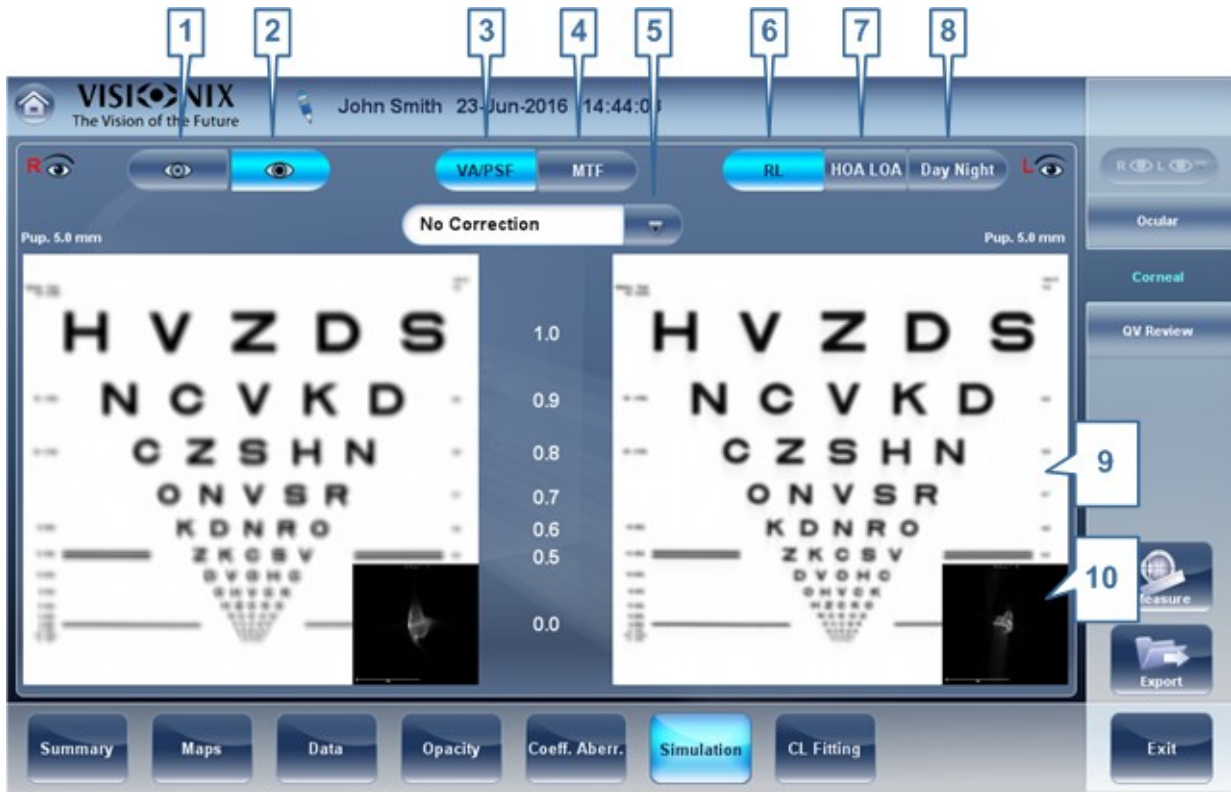 1 2 3 4 5 6 7 8
VISIONIX
The Vision of the Future
John Smith 23-Jun-2016 14:44:03
R VA/PSF MTF RL HOA LOA Day Night L
R L
No Correction
Pup. 5.0 mm Pup. 5.0 mm
Ocular
Corneal
QV Review
H V Z D S 1.0 H V Z D S
N C V K D 0.9 N C V K D
C Z S H N 0.8 C Z S H N
9
O N V S R 0.7 O N V S R
K D N R O 0.6 K D N R O
Z K C S V 0.5 Z K C S V
D V O H C
10
Measure
0.0
Export
Summary Maps Data Opacity Coeff. Aberr. Simulation CL Fitting Exit